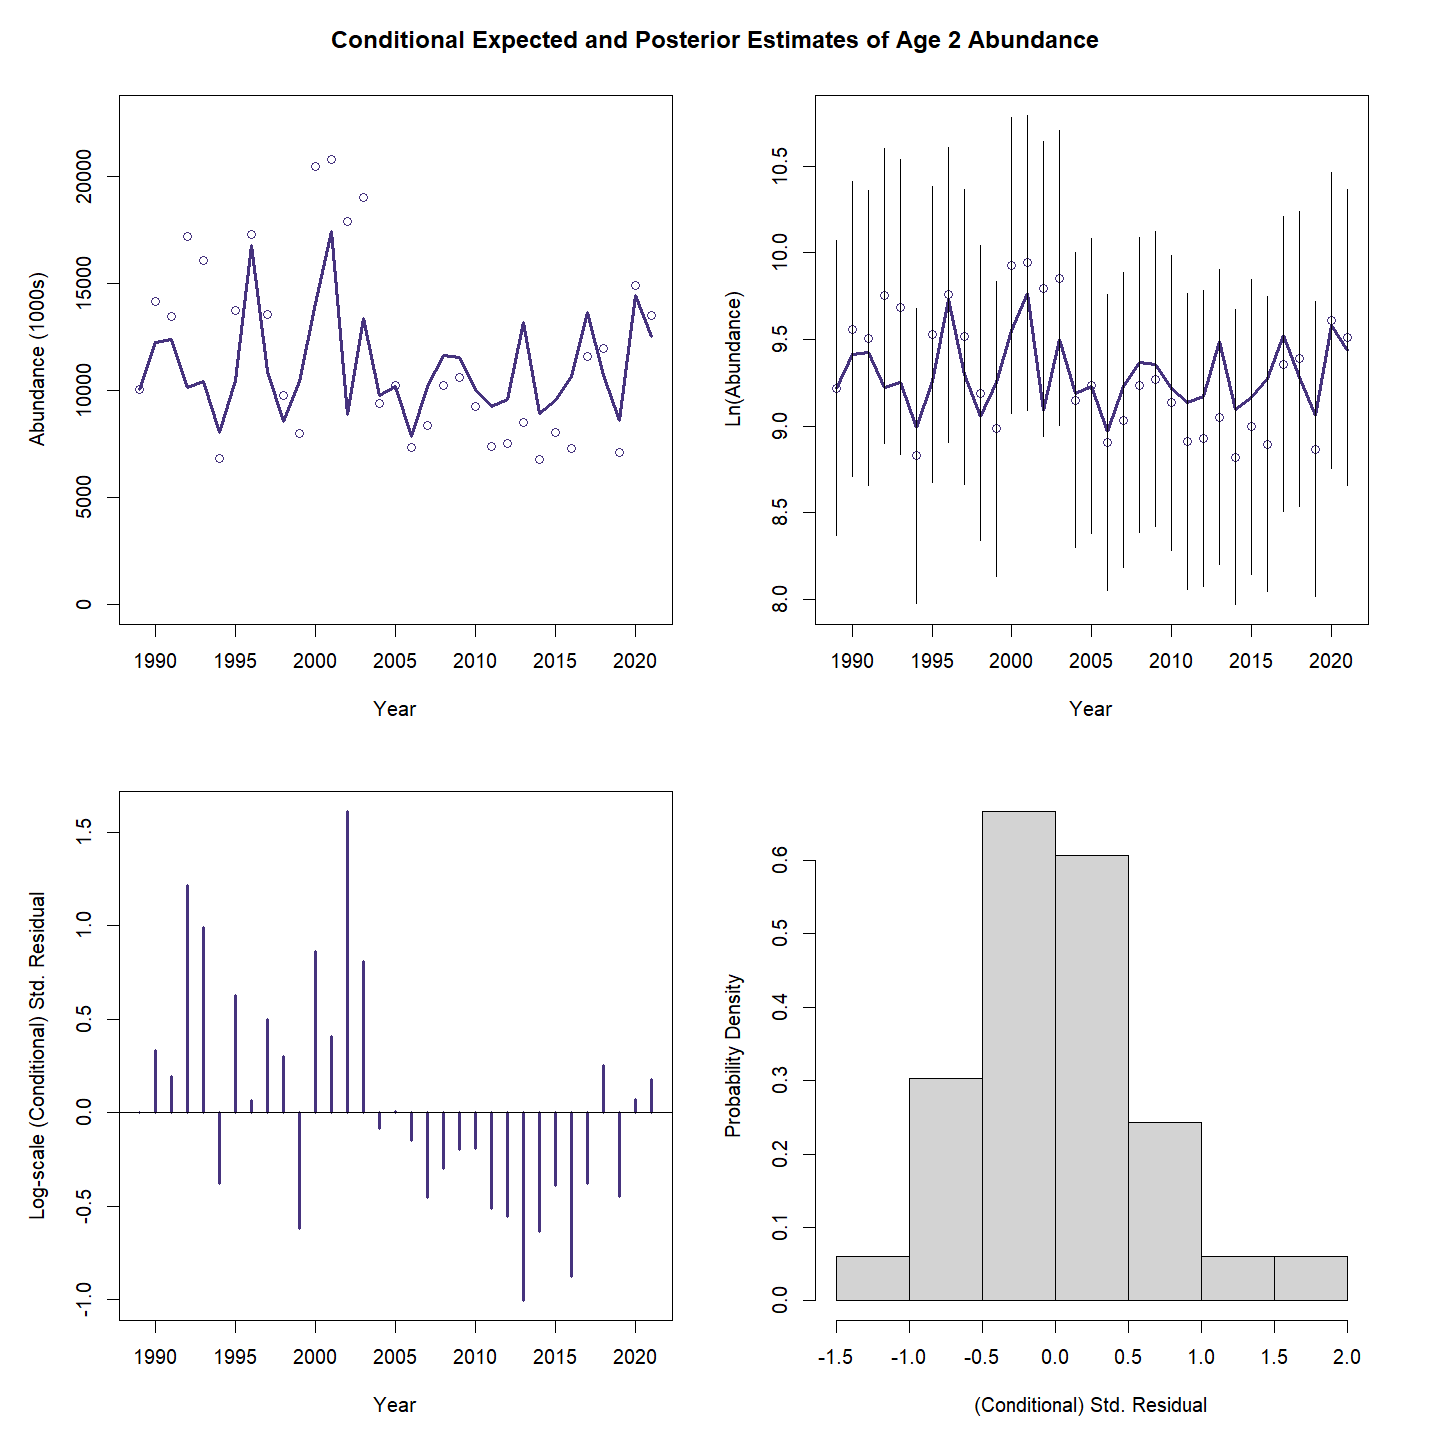 Conditional Expected and Posterior Estimates of Age 2 Abundance
Abundance (1000s)
20000
15000
10000
5000
0
1990 1995 2000 2005 2010 2015 2020
Year
Ln(Abundance)
10.5
10.0
9.5
9.0
8.5
8.0
1990 1995 2000 2005 2010 2015 2020
Year
Log-scale (Conditional) Std. Residual
1.5
1.0
0.5
0.0
-0.5
-1.0
1990 1995 2000 2005 2010 2015 2020
Year
Probability Density
0.6
0.5
0.4
0.3
0.2
0.1
0.0
-1.5 -1.0 -0.5 0.0 0.5 1.0 1.5 2.0
(Conditional) Std. Residual